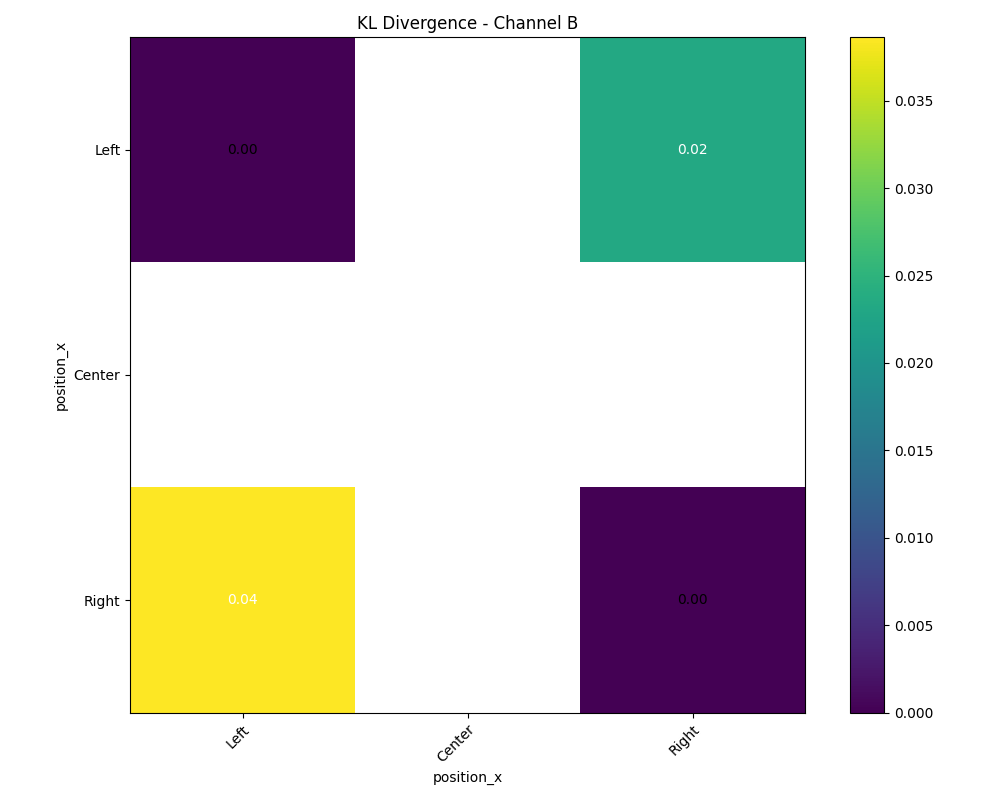 KL Divergence - Channel B
Left
0.00
0.02
0.035
0.030
0.025
0.020
0.015
0.010
0.005
0.000
position_x
Center
Right
0.04
0.00
Left
Center
Right
position_x